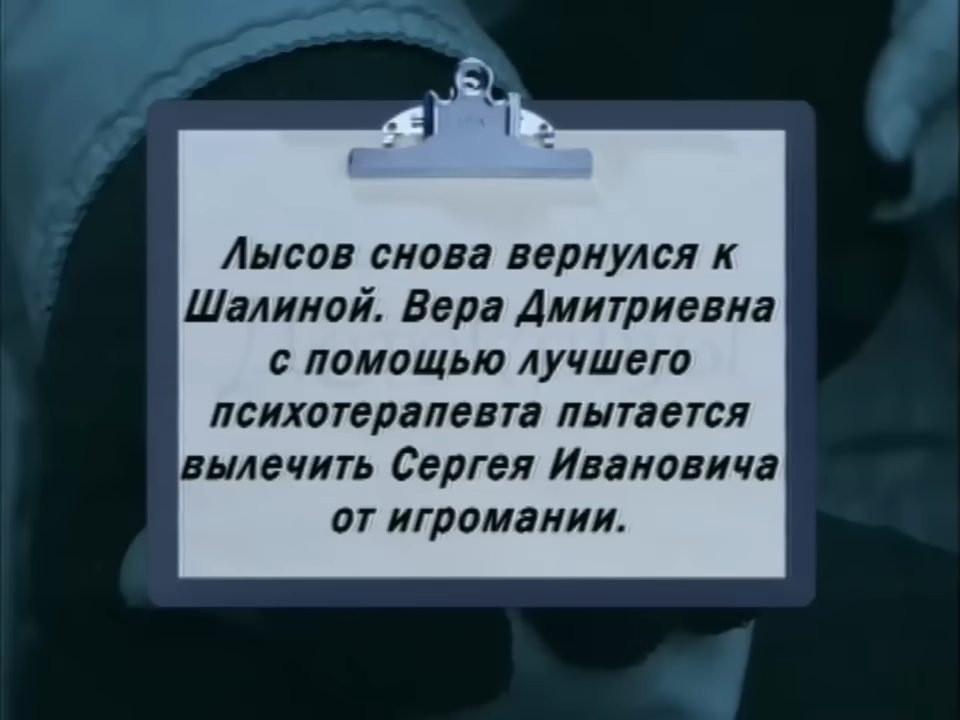 Лысов снова вернулся к
Шалиной. Вера Дмитриевна
с помощью лучшего
психотерапевта пытается
вылечить Сергея Ивановича
от игромании.